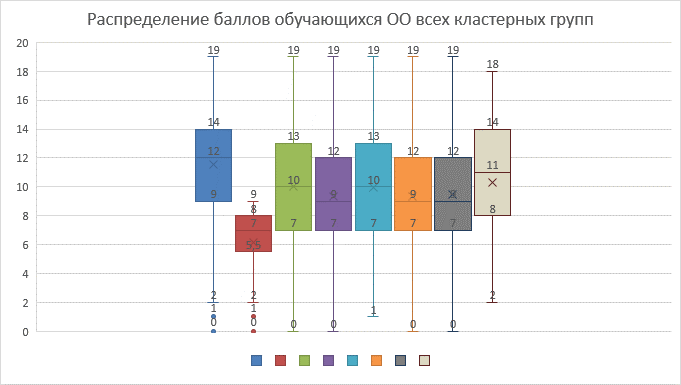 Распределение баллов обучающихся ОО всех кластерных групп
20
18
16
14
12
10
8
6
4
2
0
19 14 12 9 2 1 0
9 8 7 5,5 2 1 0
19 13 10 7 0
19 12 9 7 0
19 13 10 7 1
19 12 9 7 0
19 12 9 7 0
18 14 11 8 2